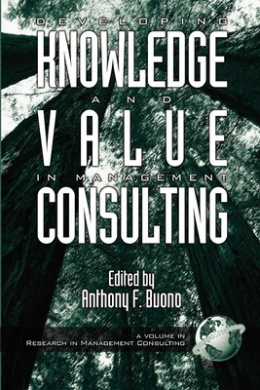 DEVELOPING
KNOWLEDGE
AND
VALUE
IN MANAGEMENT
CONSULTING
Edited by
Anthony F. Buono
A VOLUME IN
RESEARCH IN MANAGEMENT CONSULTING